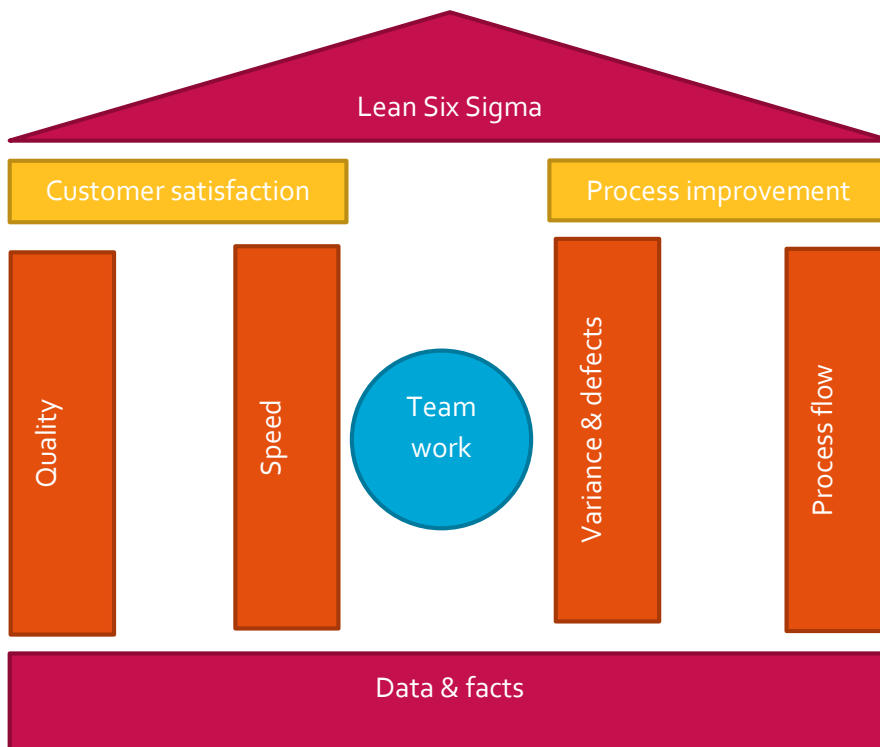 Lean Six Sigma
Customer satisfaction
Process improvement
Quality
Speed
Team
work
Variance & defects
Process flow
Data & facts